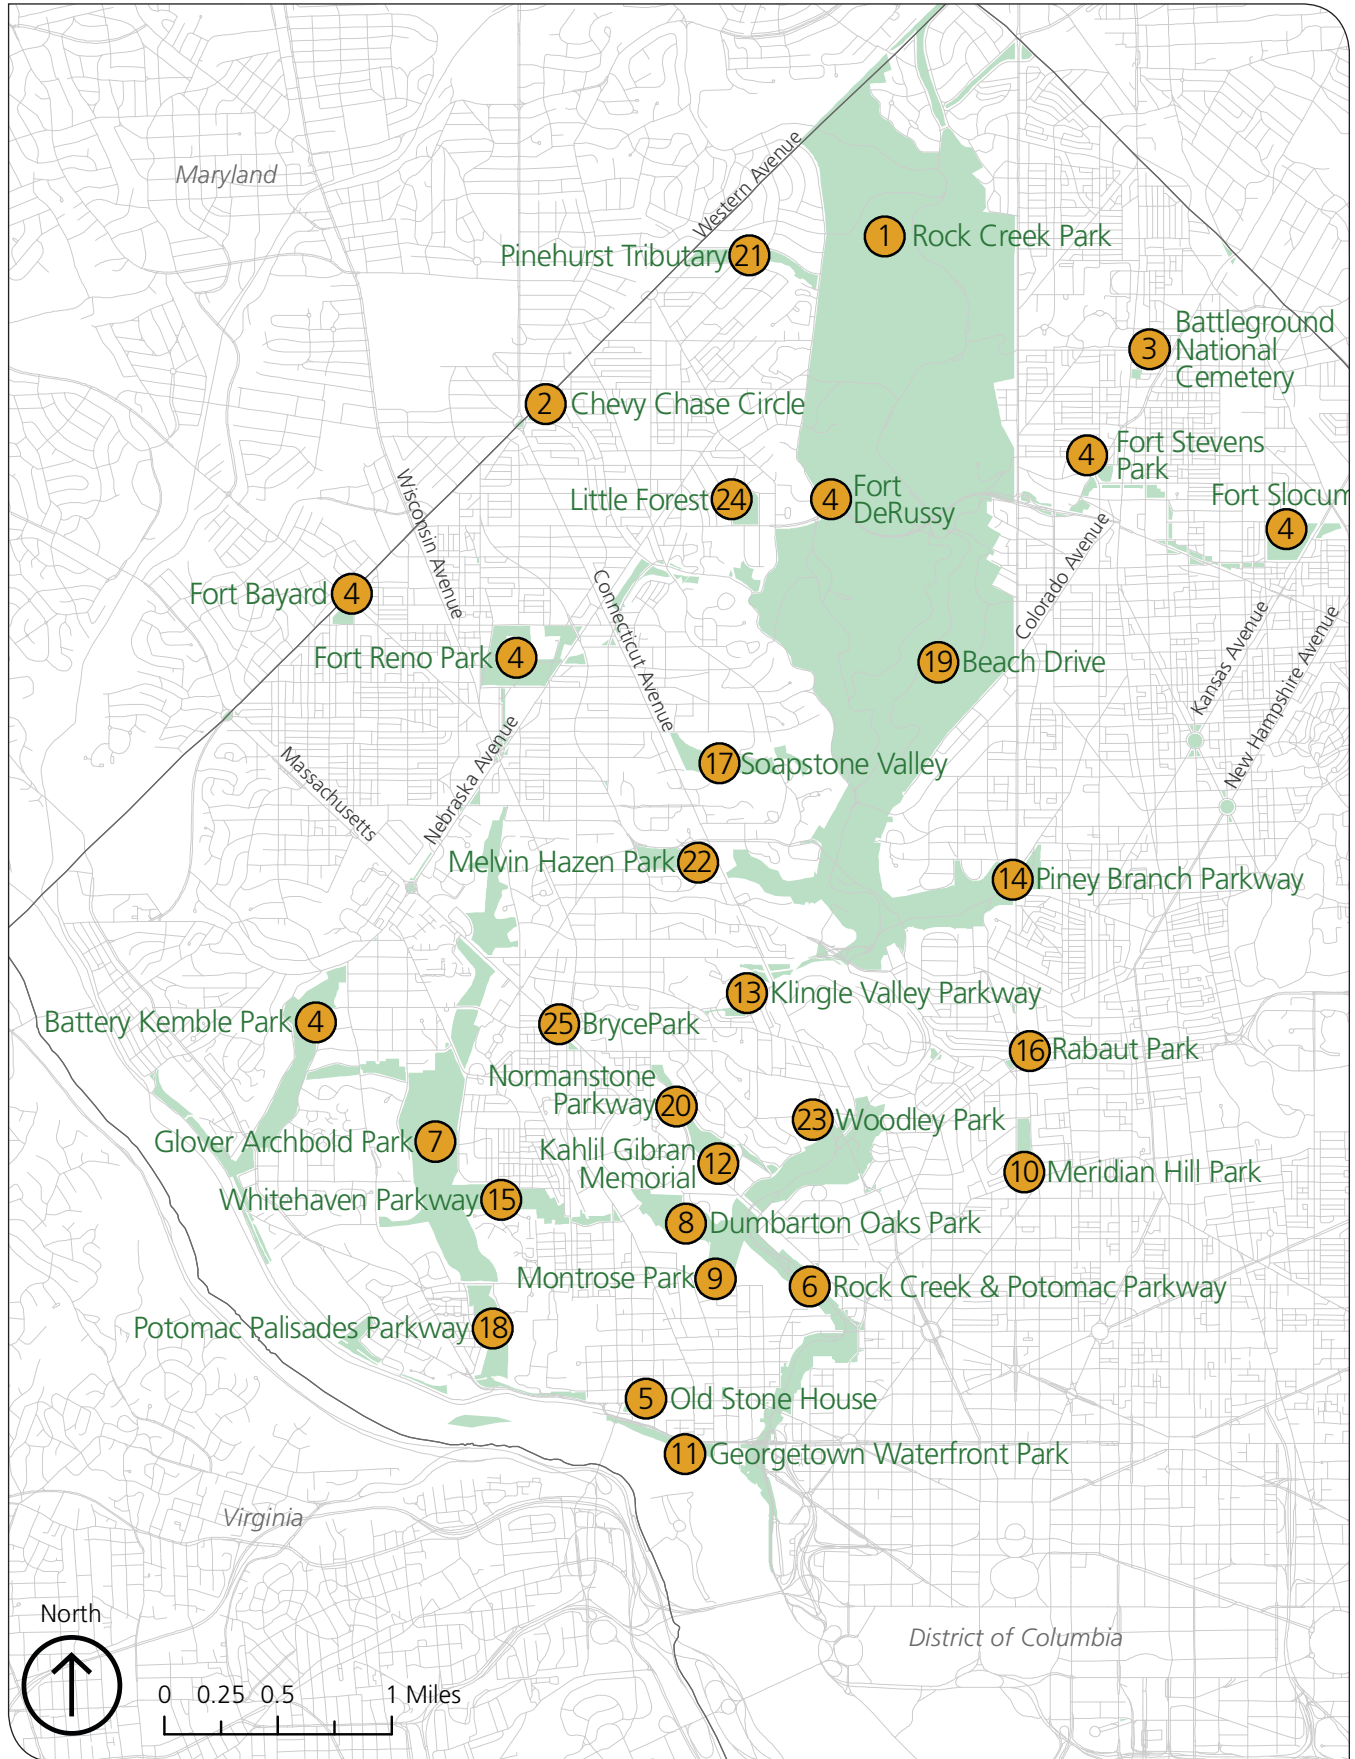 Maryland
Western Avenue
1 Rock Creek Park
Pinehurst Tributary 21
Battleground
3 National
Cemetery
2 Chevy Chase Circle
4 Fort Stevens
Park
Little Forest 24
4 Fort
DeRussy
Fort Slocum
4
Wisconsin Avenue
Colorado Avenue
Fort Bayard 4
Connecticut Avenue
Kansas Avenue
New Hampshire Avenue
Fort Reno Park 4
19 Beach Drive
Massachusetts
Nebraska Avenue
17 Soapstone Valley
Melvin Hazen Park 22
14 Piney Branch Parkway
13 Klingle Valley Parkway
Battery Kemble Park 4
25 BrycePark
16 Rabaut Park
Normanstone
Parkway 20
23 Woodley Park
Glover Archbold Park 7
Kahlil Gibran
Memorial 12
10 Meridian Hill Park
Whitehaven Parkway 15
8 Dumbarton Oaks Park
Montrose Park 9
6 Rock Creek & Potomac Parkway
Potomac Palisades Parkway 18
5 Old Stone House
11 Georgetown Waterfront Park
Virginia
District of Columbia
North
0 0.25 0.5 1 Miles